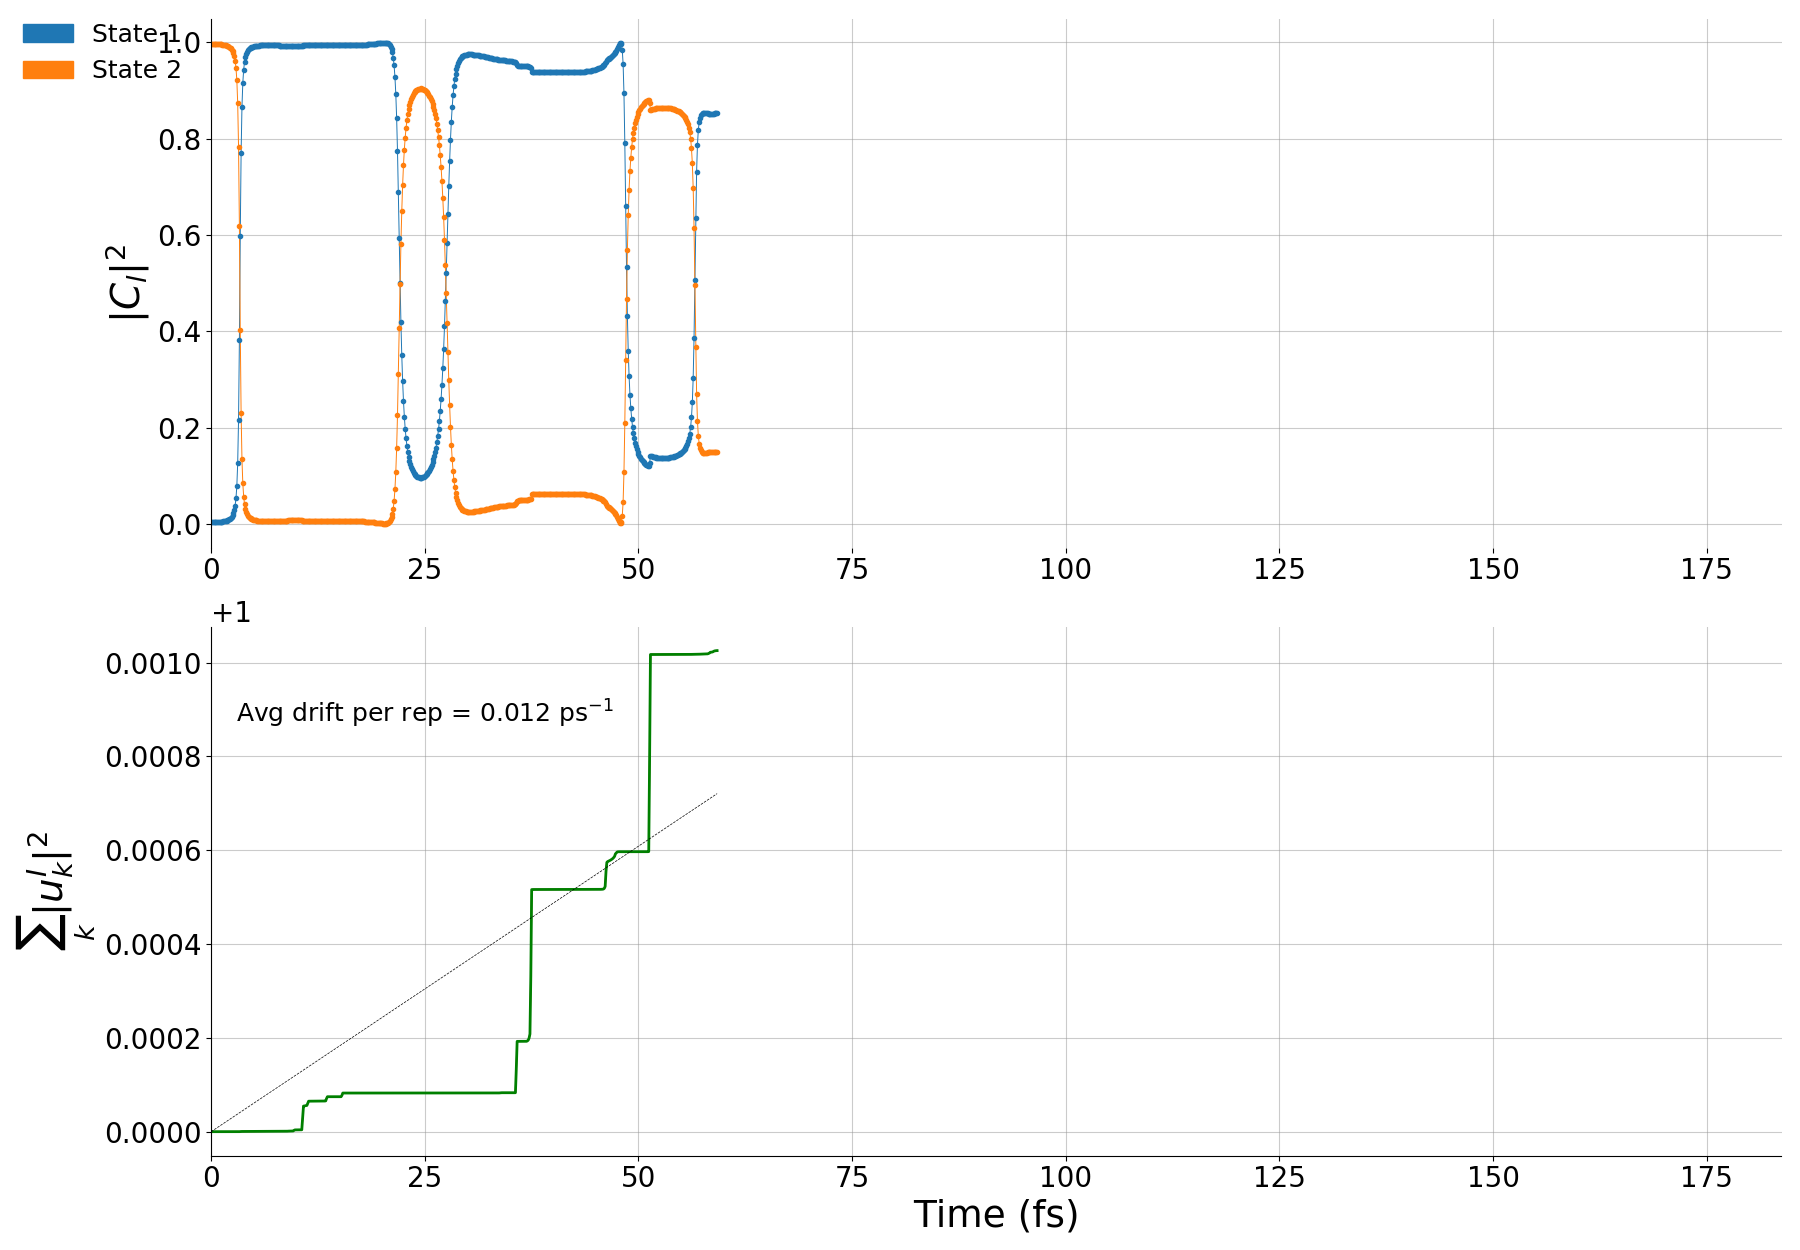 State 1
State 2
1.0
0.8
0.6
0.4
0.2
0.0
|C_l|^2
0 25 50 75 100 125 150 175
+1
0.0010
0.0008
0.0006
0.0004
0.0002
0.0000
Avg drift per rep = 0.012 ps^{-1}
\sum_k |u_k^l|^2
0 25 50 75 100 125 150 175
Time (fs)